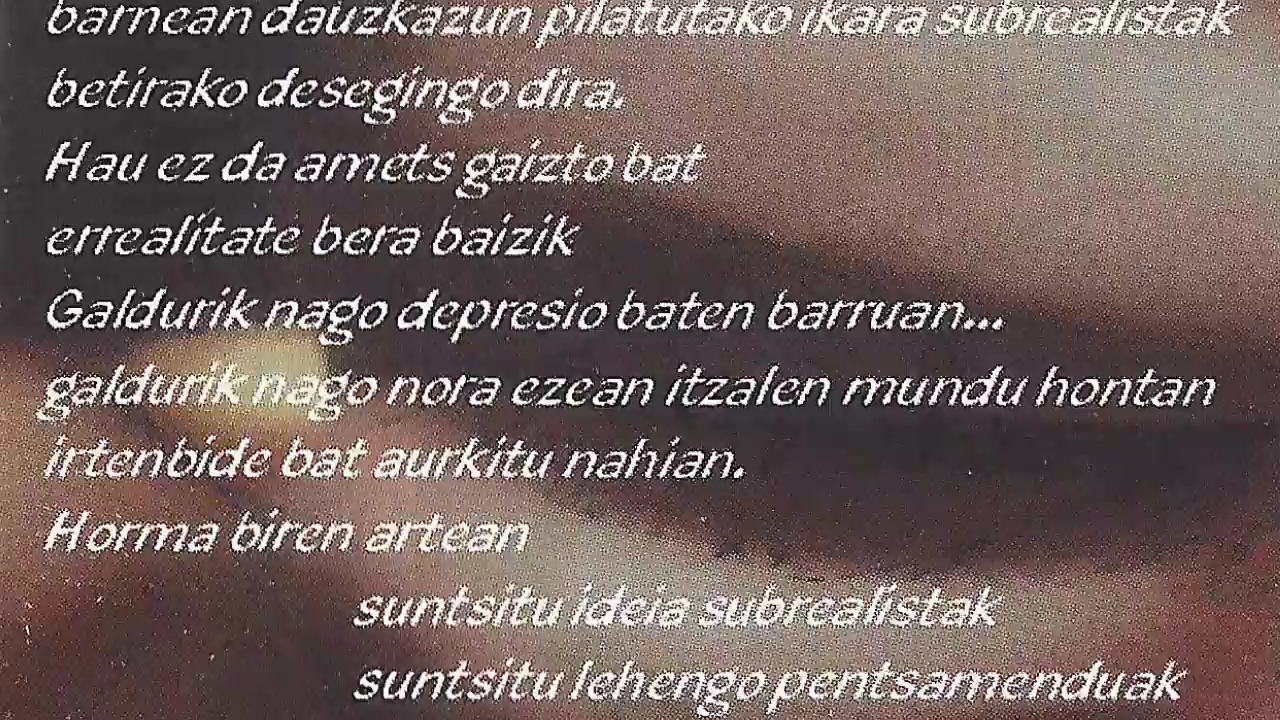 barnean dauzkazun pilatutako ikara subrealistak
betirako desegingo dira.
Hau ez da amets gaizto bat
errealitate bera baizik
Galdurik nago depresio baten barruan...
galdurik nago nora ezean itzalen mundu hontan
irtenbide bat aurkitu nahian.
Horma biren artean
suntsitu ideia subrealistak
suntsitu lehengo pentsamenduak